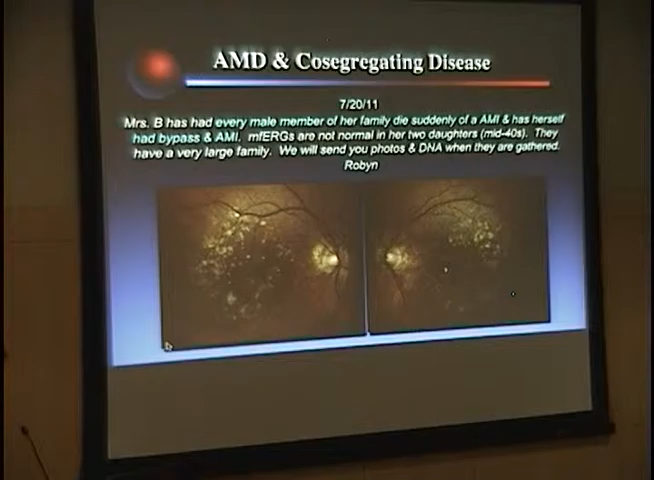 AMD & Cosegregating Disease
7/20/11
Mrs. B has had every male member of her family die suddenly of a AMI & has herself
had bypass & AMI. mfERGs are not normal in her two daughters (mid-40s). They
have a very large family. We will send you photos & DNA when they are gathered.
Robyn